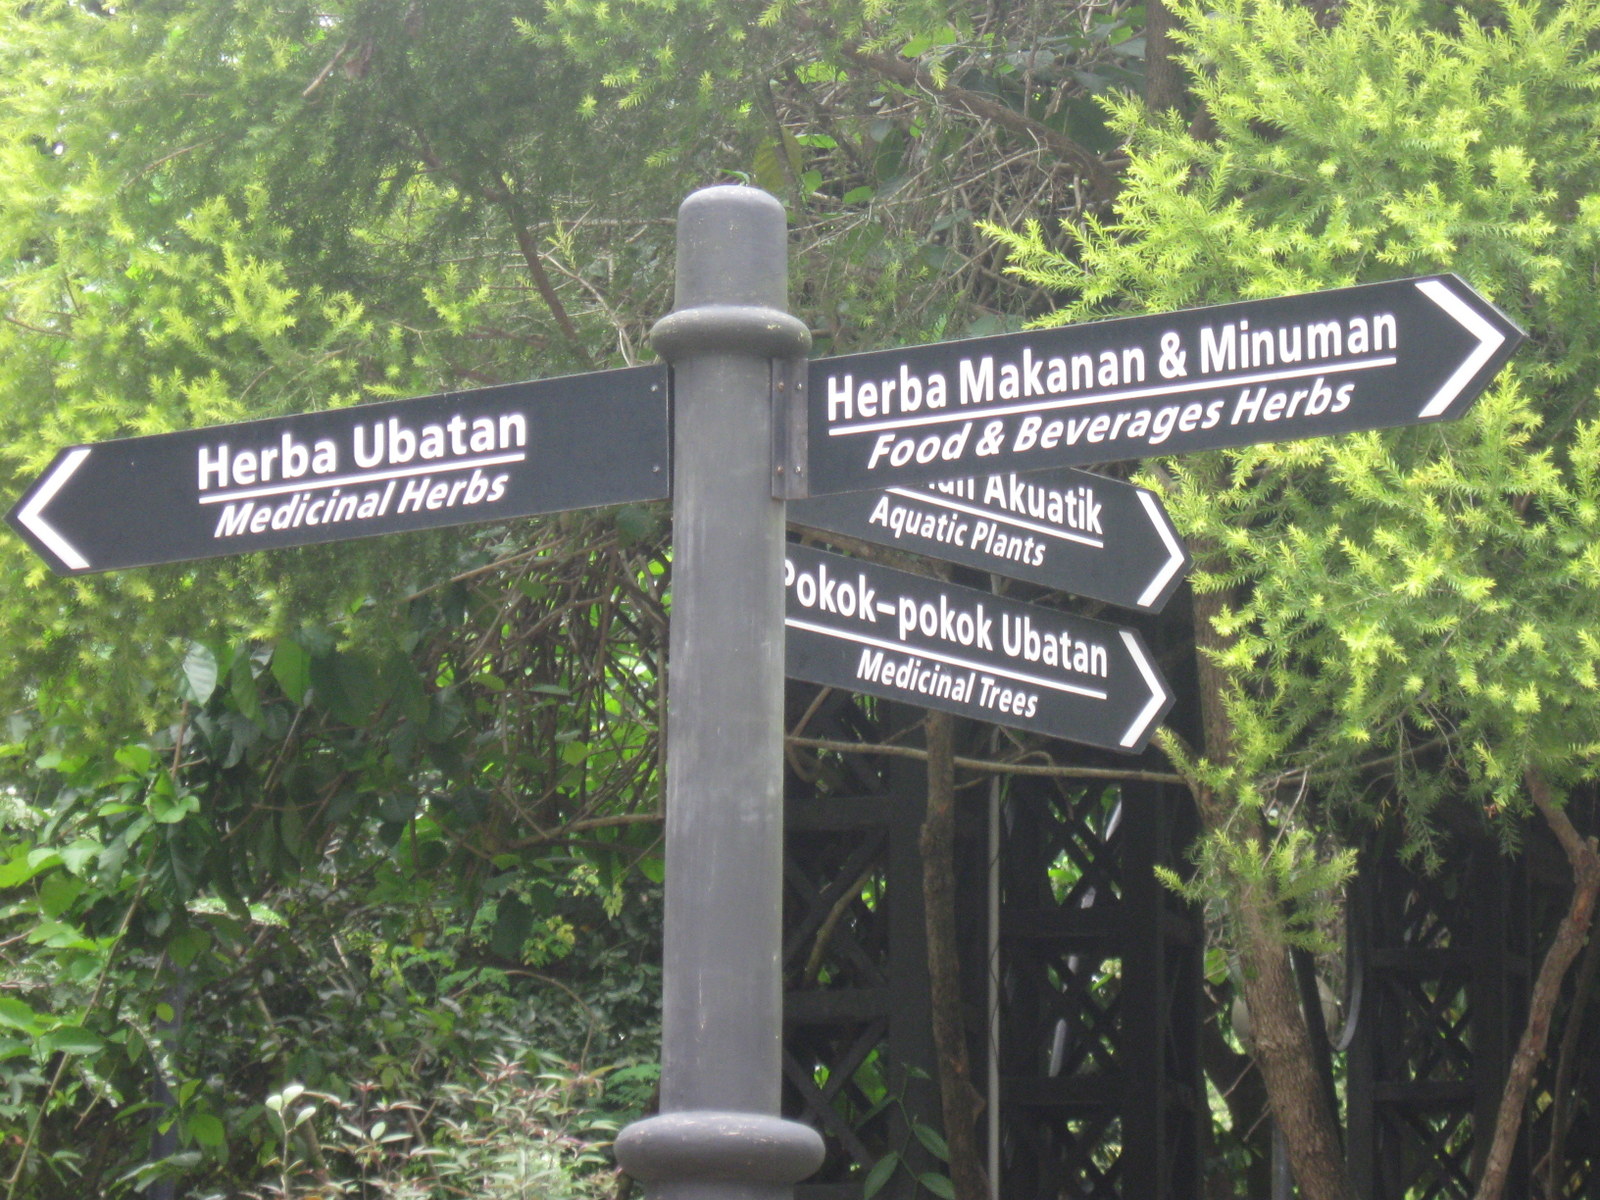 Herba Ubatan
Medicinal Herbs
Herba Makanan & Minuman
Food & Beverages Herbs
Akuatik
Aquatic Plants
Pokok-pokok Ubatan
Medicinal Trees